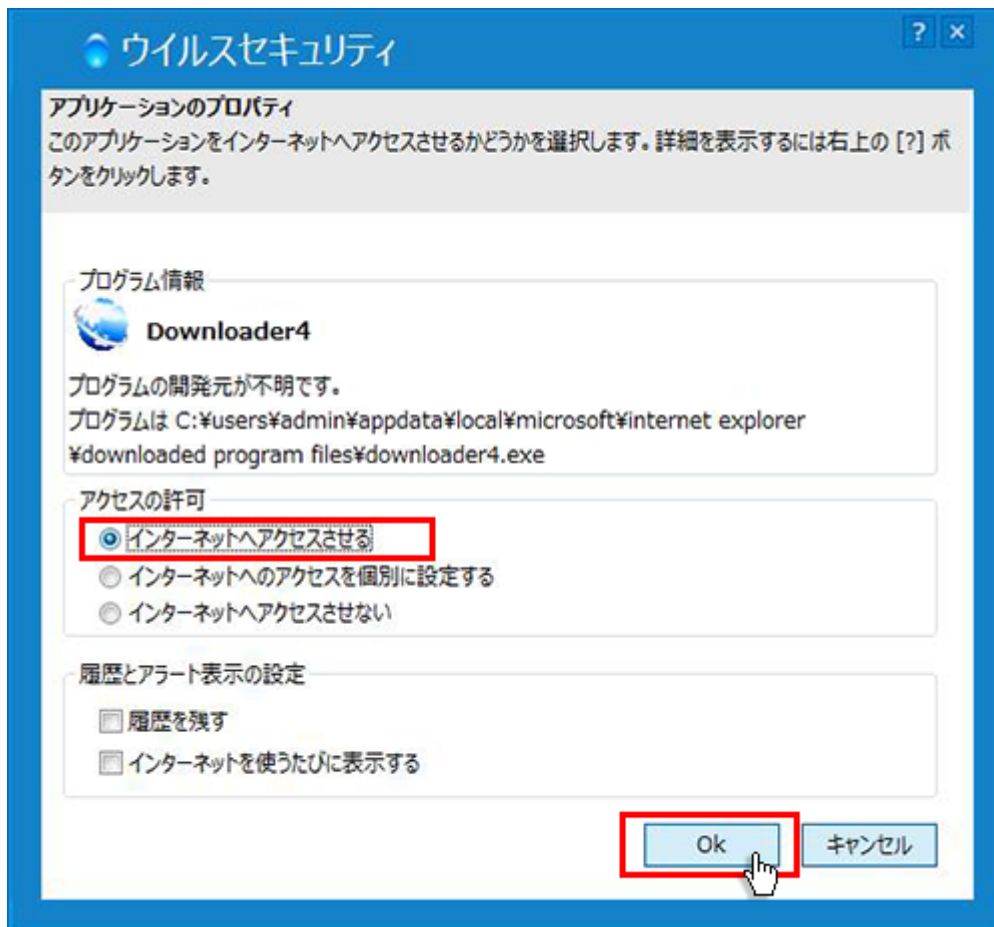 ウイルスセキュリティ
? ×
アプリケーションのプロパティ
このアプリケーションをインターネットへアクセスさせるかどうかを選択します。詳細を表示するには右上の [?] ボ
タンをクリックします。
プログラム情報
Downloader4
プログラムの開発元が不明です。
プログラムは C:¥users¥admin¥appdata¥local¥microsoft¥internet explorer
¥downloaded program files¥downloader4.exe
アクセスの許可
インターネットへアクセスさせる
インターネットへのアクセスを個別に設定する
インターネットへアクセスさせない
履歴とアラート表示の設定
履歴を残す
インターネットを使うたびに表示する
Ok キャンセル